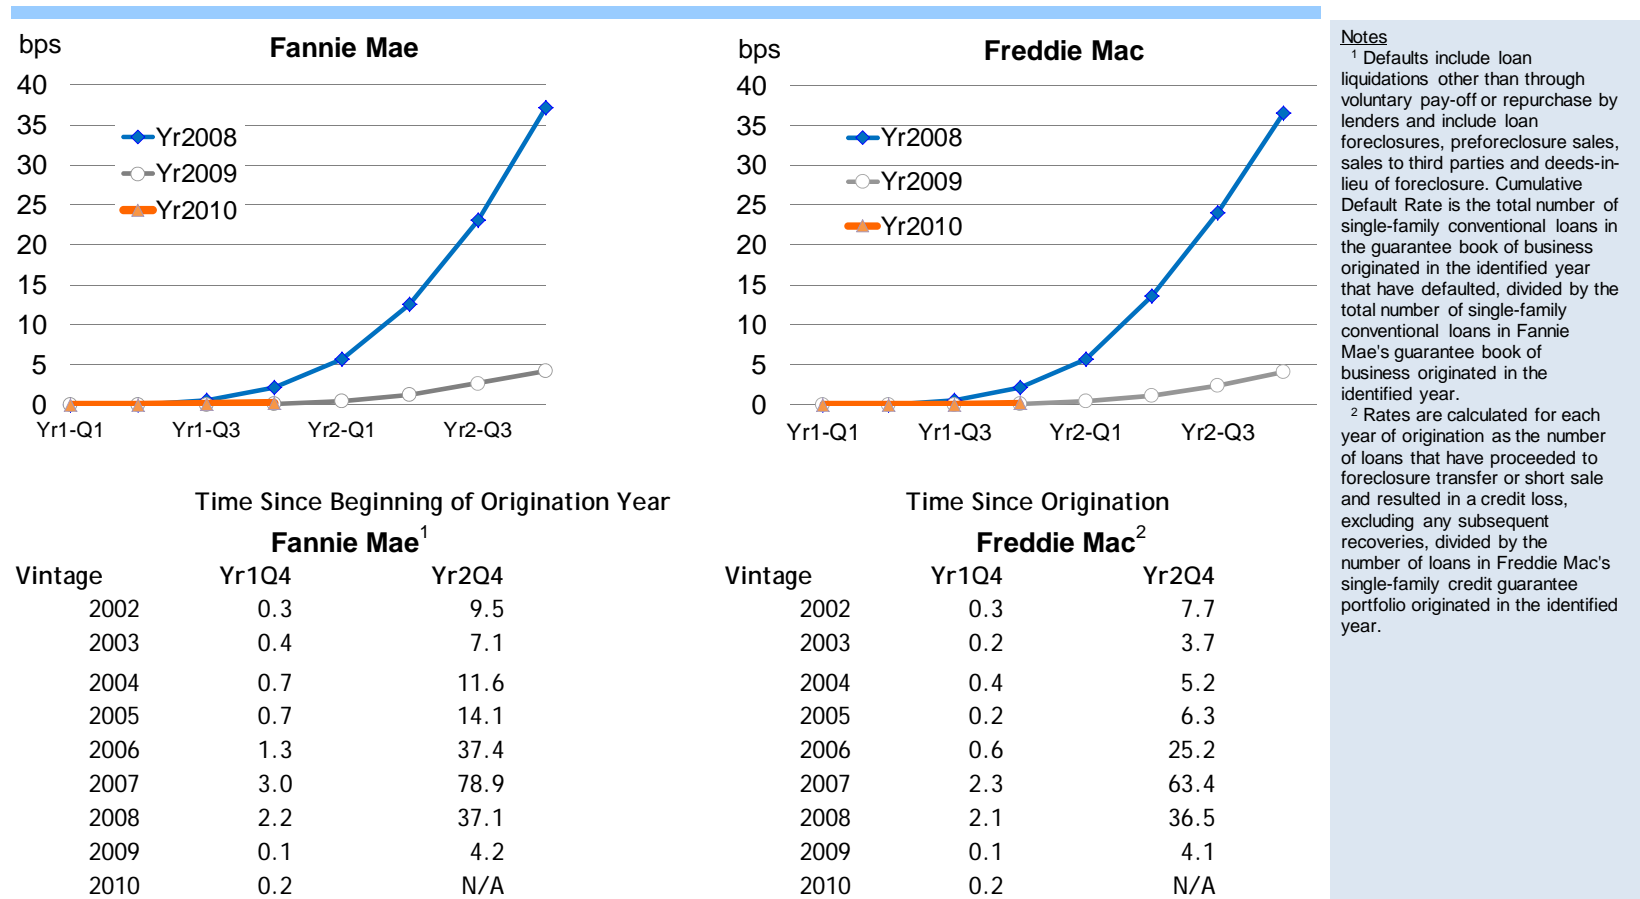 bps
Fannie Mae
40
35
30
25
20
15
10
5
0
Yr2008
Yr2009
Yr2010
Yr1-Q1 Yr1-Q3 Yr2-Q1 Yr2-Q3
bps
Freddie Mac
40
35
30
25
20
15
10
5
0
Yr2008
Yr2009
Yr2010
Yr1-Q1 Yr1-Q3 Yr2-Q1 Yr2-Q3
Time Since Beginning of Origination Year
Fannie Mae1
Vintage Yr1Q4 Yr2Q4
2002 0.3 9.5
2003 0.4 7.1
2004 0.7 11.6
2005 0.7 14.1
2006 1.3 37.4
2007 3.0 78.9
2008 2.2 37.1
2009 0.1 4.2
2010 0.2 N/A
Time Since Origination
Freddie Mac2
Vintage Yr1Q4 Yr2Q4
2002 0.3 7.7
2003 0.2 3.7
2004 0.4 5.2
2005 0.2 6.3
2006 0.6 25.2
2007 2.3 63.4
2008 2.1 36.5
2009 0.1 4.1
2010 0.2 N/A
Notes
1 Defaults include loan
liquidations other than through
voluntary pay-off or repurchase by
lenders and include loan
foreclosures, preforeclosure sales,
sales to third parties and deeds-in-
lieu of foreclosure. Cumulative
Default Rate is the total number of
single-family conventional loans in
the guarantee book of business
originated in the identified year
that have defaulted, divided by the
total number of single-family
conventional loans in Fannie
Mae's guarantee book of
business originated in the
identified year.
2 Rates are calculated for each
year of origination as the number
of loans that have proceeded to
foreclosure transfer or short sale
and resulted in a credit loss,
excluding any subsequent
recoveries, divided by the
number of loans in Freddie Mac's
single-family credit guarantee
portfolio originated in the identified
year.